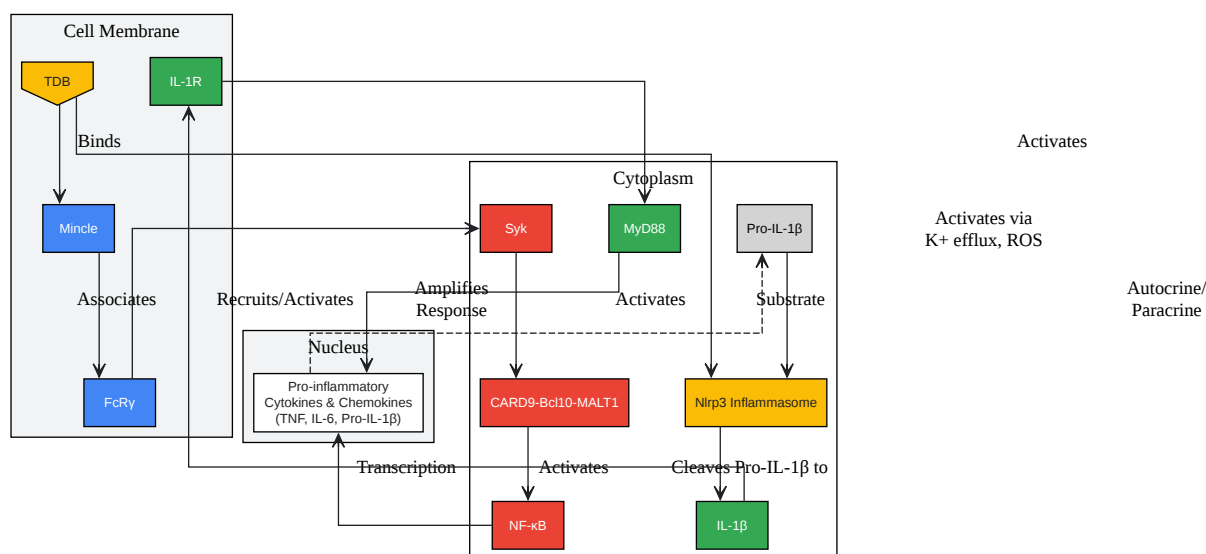 Cell Membrane
TDB
IL-1R
Binds
Activates
Cytoplasm
Mincle
Syk
MyD88
Pro-IL-1β
Activates via
K+ efflux, ROS
Associates
Recruits/Activates
Amplifies
Response
Activates
Substrate
Autocrine/
Paracrine
Nucleus
Pro-inflammatory
Cytokines & Chemokines
(TNF, IL-6, Pro-IL-1β)
FcRγ
CARD9-Bcl10-MALT1
Nlrp3 Inflammasome
Transcription
Activates
Cleaves Pro-IL-1β to
NF-κB
IL-1β